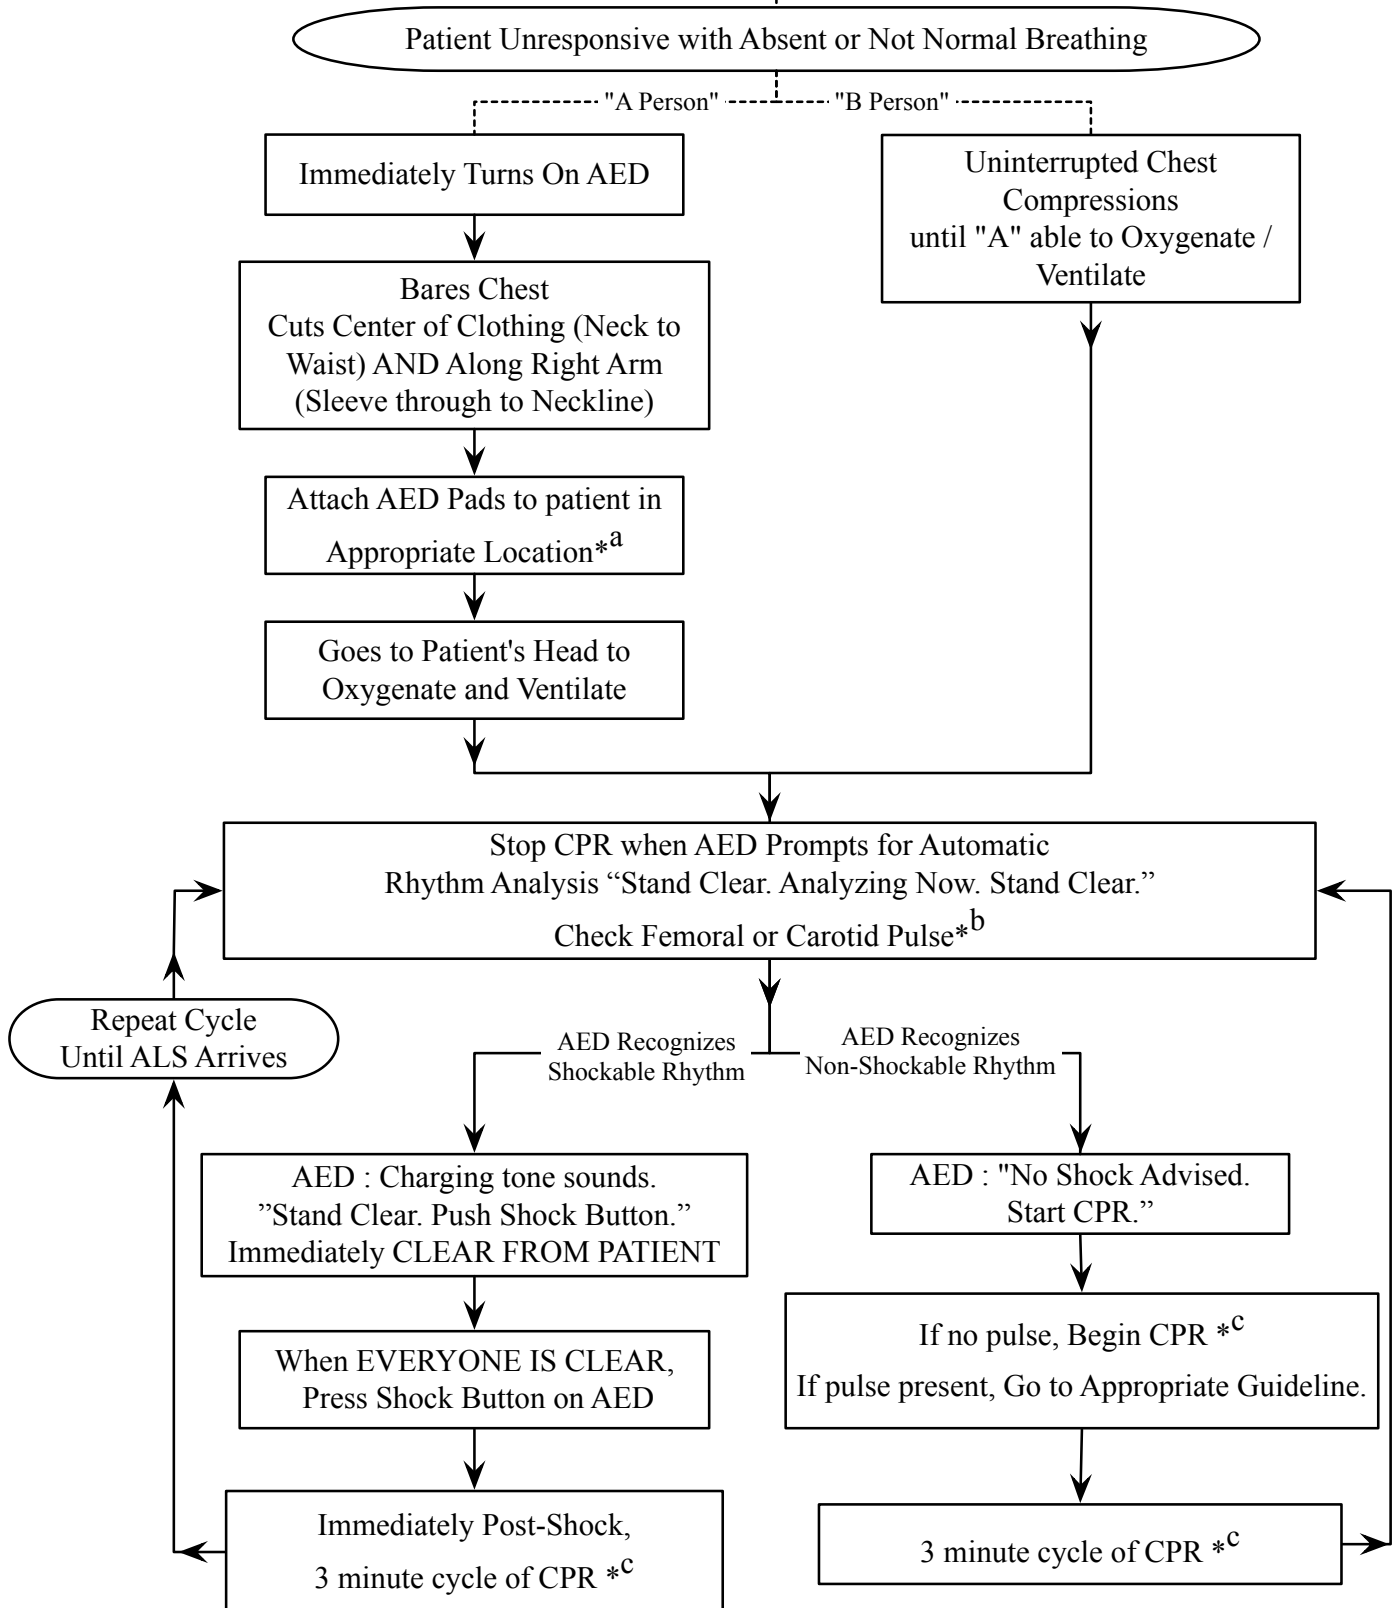 Patient Unresponsive with Absent or Not Normal Breathing
"A Person"
"B Person"
Immediately Turns On AED
Uninterrupted Chest
Compressions
until "A" able to Oxygenate /
Ventilate
Bares Chest
Cuts Center of Clothing (Neck to
Waist) AND Along Right Arm
(Sleeve through to Neckline)
Attach AED Pads to patient in
Appropriate Location*a
Goes to Patient's Head to
Oxygenate and Ventilate
Stop CPR when AED Prompts for Automatic
Rhythm Analysis “Stand Clear. Analyzing Now. Stand Clear.”
Check Femoral or Carotid Pulse*b
Repeat Cycle
Until ALS Arrives
AED Recognizes
Shockable Rhythm
AED Recognizes
Non-Shockable Rhythm
AED : Charging tone sounds.
”Stand Clear. Push Shock Button.”
Immediately CLEAR FROM PATIENT
AED : "No Shock Advised.
Start CPR.”
When EVERYONE IS CLEAR,
Press Shock Button on AED
If no pulse, Begin CPR *c
If pulse present, Go to Appropriate Guideline.
Immediately Post-Shock,
3 minute cycle of CPR *c
3 minute cycle of CPR *c